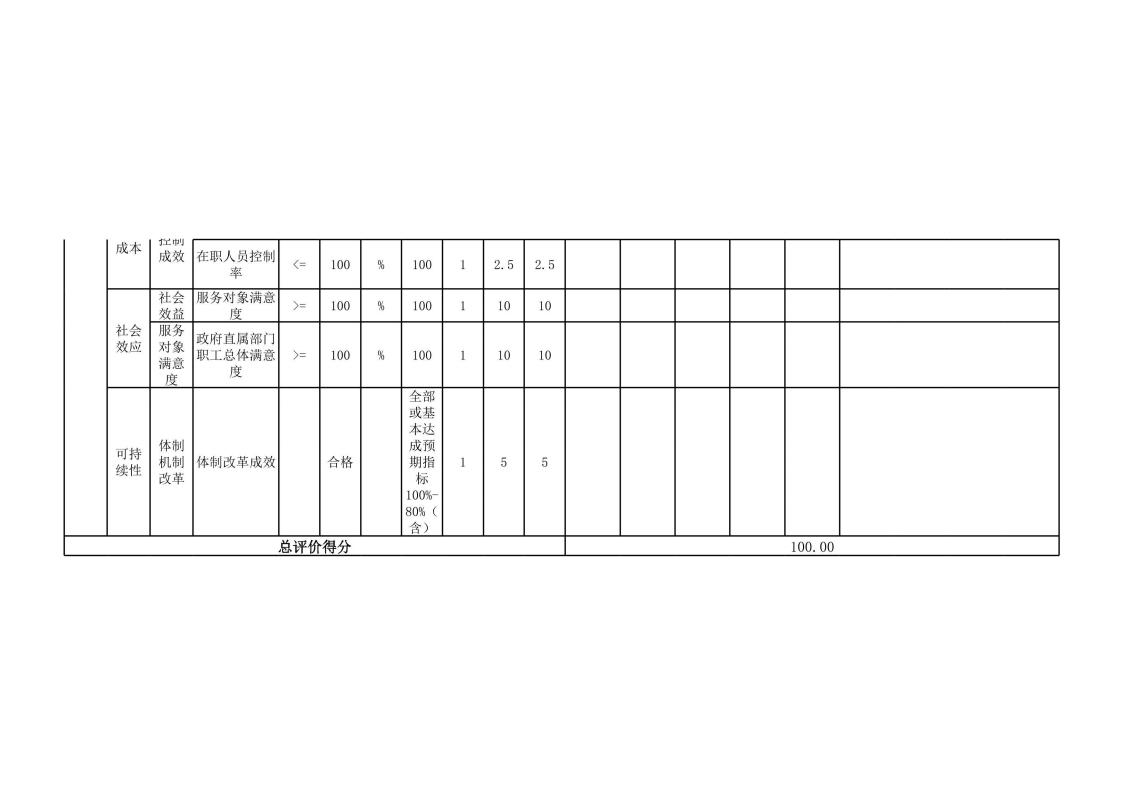 成本
控制
成效
在职人员控制
率
<= 100 % 100 1 2.5 2.5
社会
效应
社会
效益
服务对象满意
度
>= 100 % 100 1 10 10
服务
对象
满意
度
政府直属部门
职工总体满意
度
>= 100 % 100 1 10 10
可持
续性
体制
机制
改革
体制改革成效
合格
全部
或基
本达
成预
期指
标
100%-
80%（
含）
1 5 5
总评价得分 100.00